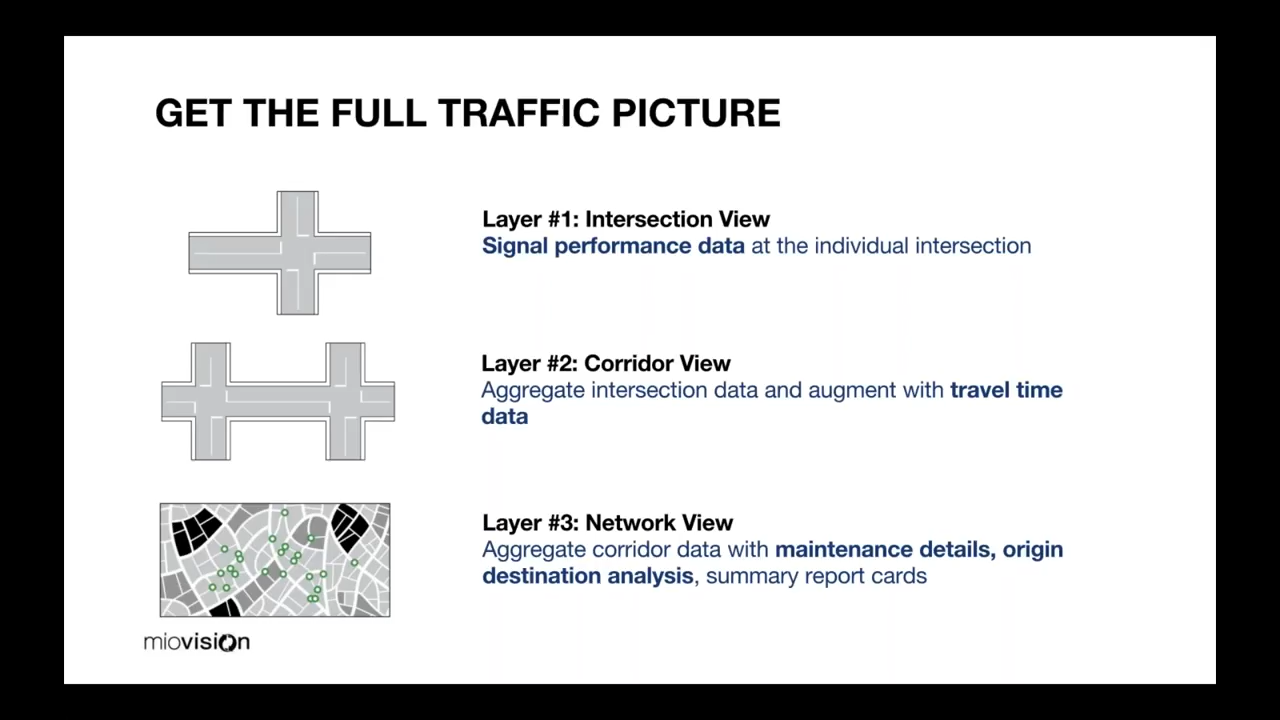 GET THE FULL TRAFFIC PICTURE
Layer #1: Intersection View
Signal performance data at the individual intersection
Layer #2: Corridor View
Aggregate intersection data and augment with travel time
data
Layer #3: Network View
Aggregate corridor data with maintenance details, origin
destination analysis, summary report cards
miovision